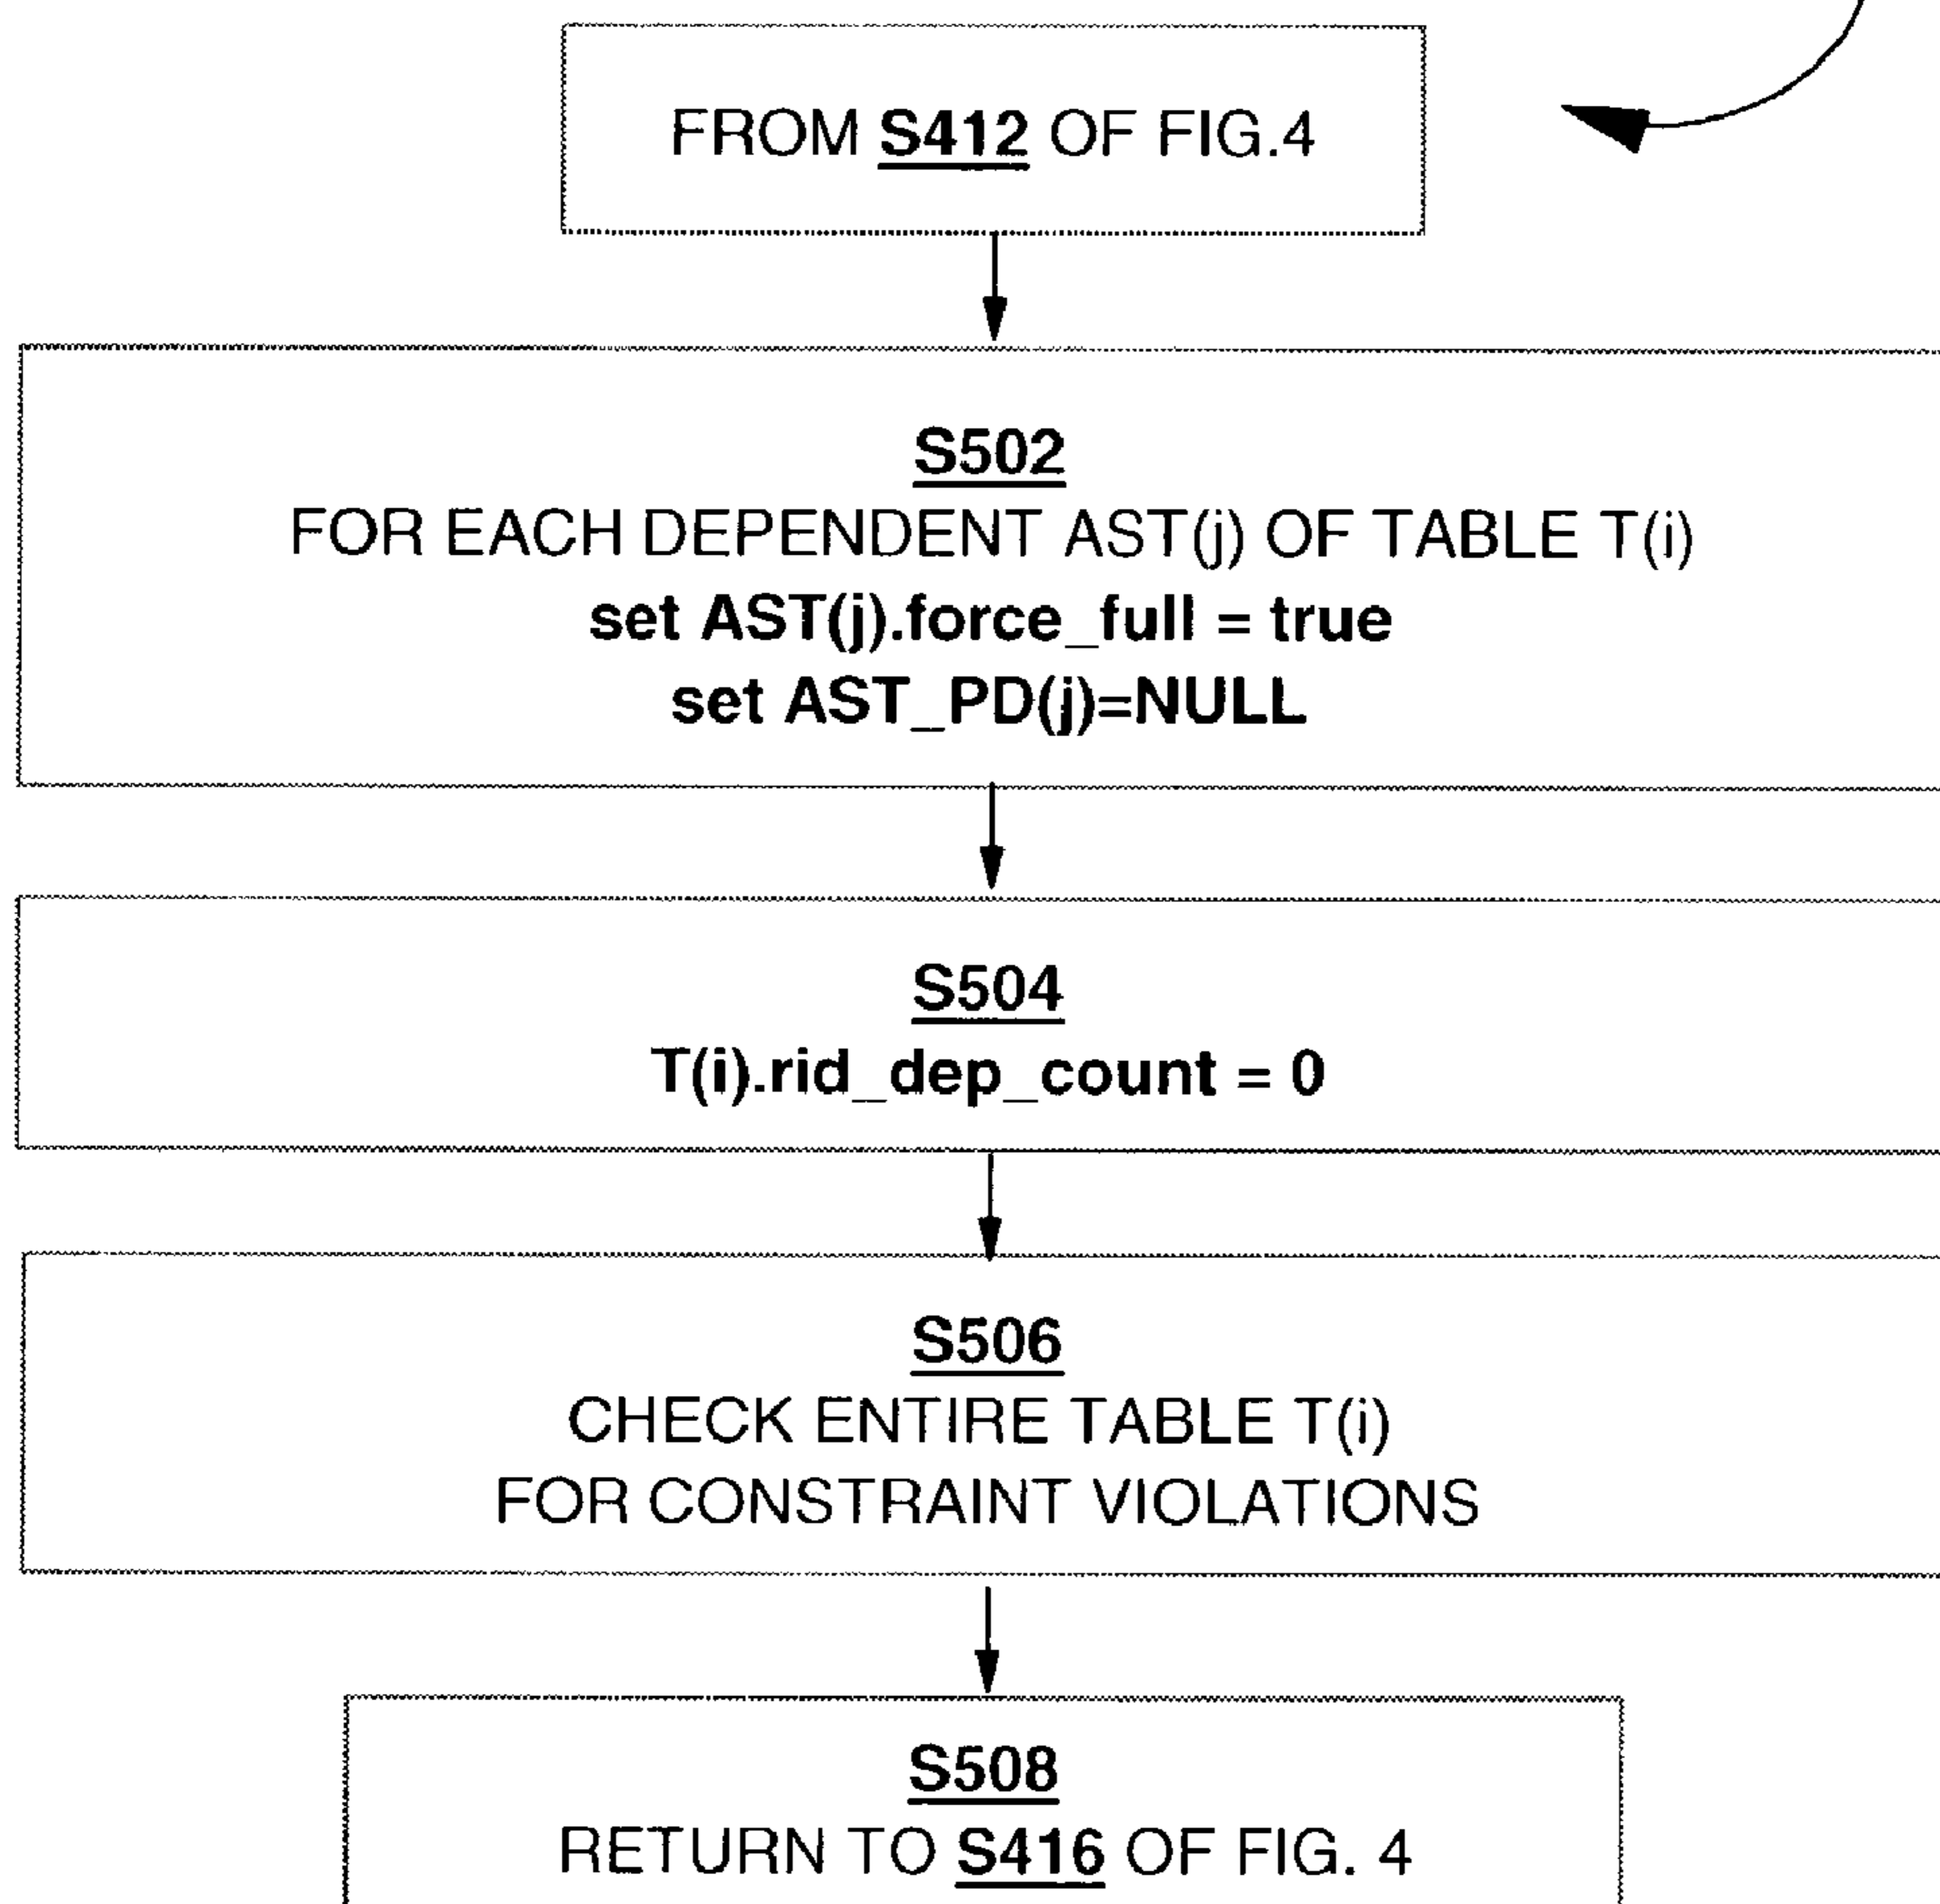 FROM S412 OF FIG.4
S502
FOR EACH DEPENDENT AST(j) OF TABLE T(i)
set AST(j).force_full = true
set AST_PD(j)=NULL
S504
T(i).rid_dep_count = 0
S506
CHECK ENTIRE TABLE T(i)
FOR CONSTRAINT VIOLATIONS
S508
RETURN TO S416 OF FIG. 4